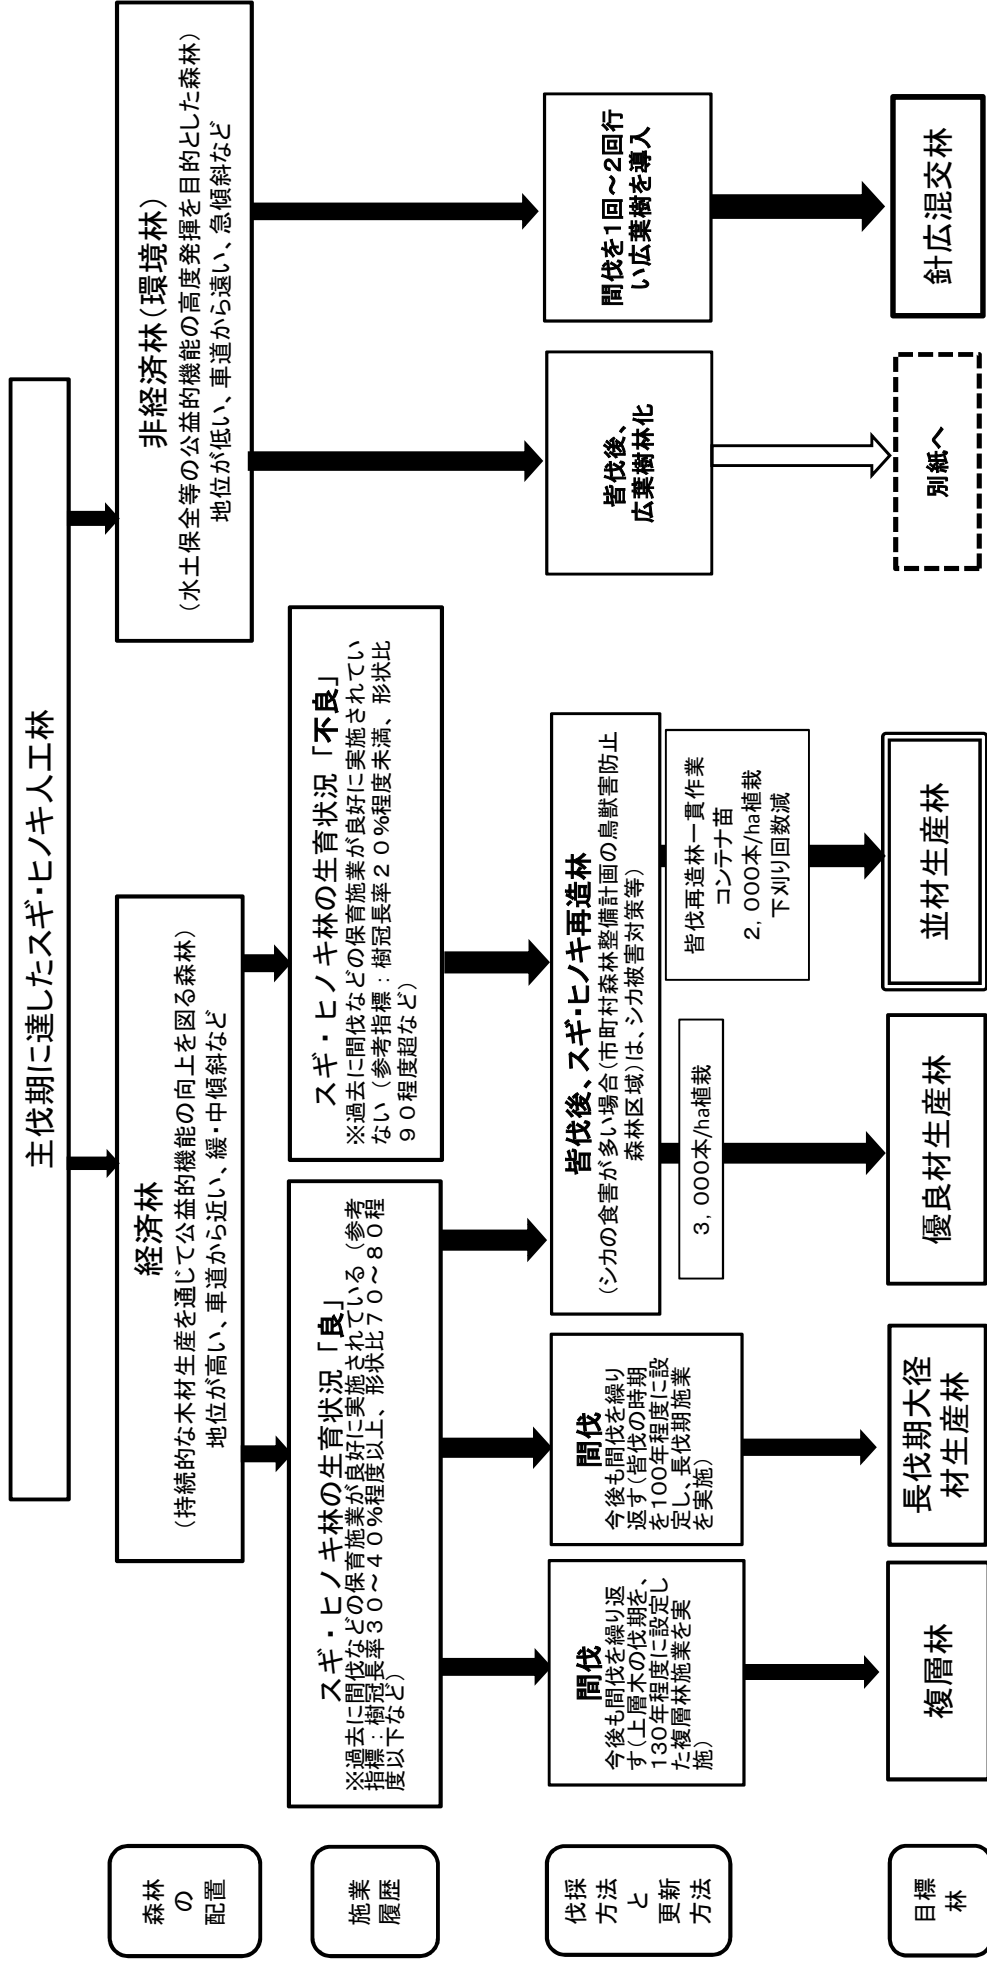 主伐期に達したスギ・ヒノキ人工林
森林
の
配置
経済林
（持続的な木材生産を通じて公益的機能の向上を図る森林）
地位が高い、車道から近い、緩・中傾斜など
非経済林（環境林）
（水土保全等の公益的機能の高度発揮を目的とした森林）
地位が低い、車道から遠い、急傾斜など
施業
履歴
スギ・ヒノキ林の生育状況「良」
※過去に間伐などの保育施業が良好に実施されている（参考
指標：樹冠長率３０～４０％程度以上、形状比７０～８０程
度以下など）
スギ・ヒノキ林の生育状況「不良」
※過去に間伐などの保育施業が良好に実施されてい
ない（参考指標：樹冠長率２０％程度未満、形状比
９０程度超など）
伐採
方法
と
更新
方法
間伐
今後も間伐を繰り返
す（上層木の伐期を、
130年程度に設定し
た複層林施業を実
施）
間伐
今後も間伐を繰り
返す（皆伐の時期
を100年程度に設
定し、長伐期施業
を実施）
皆伐後、スギ・ヒノキ再造林
（シカの食害が多い場合（市町村森林整備計画の鳥獣害防止
森林区域）は、シカ被害対策等）
3，000本/ha植栽
皆伐再造林一貫作業
コンテナ苗
2，000本/ha植栽
下刈り回数減
皆伐後、
広葉樹林化
間伐を1回～2回行
い広葉樹を導入
目標
林
複層林
長伐期大径
材生産林
優良材生産林
並材生産林
別紙へ
針広混交林